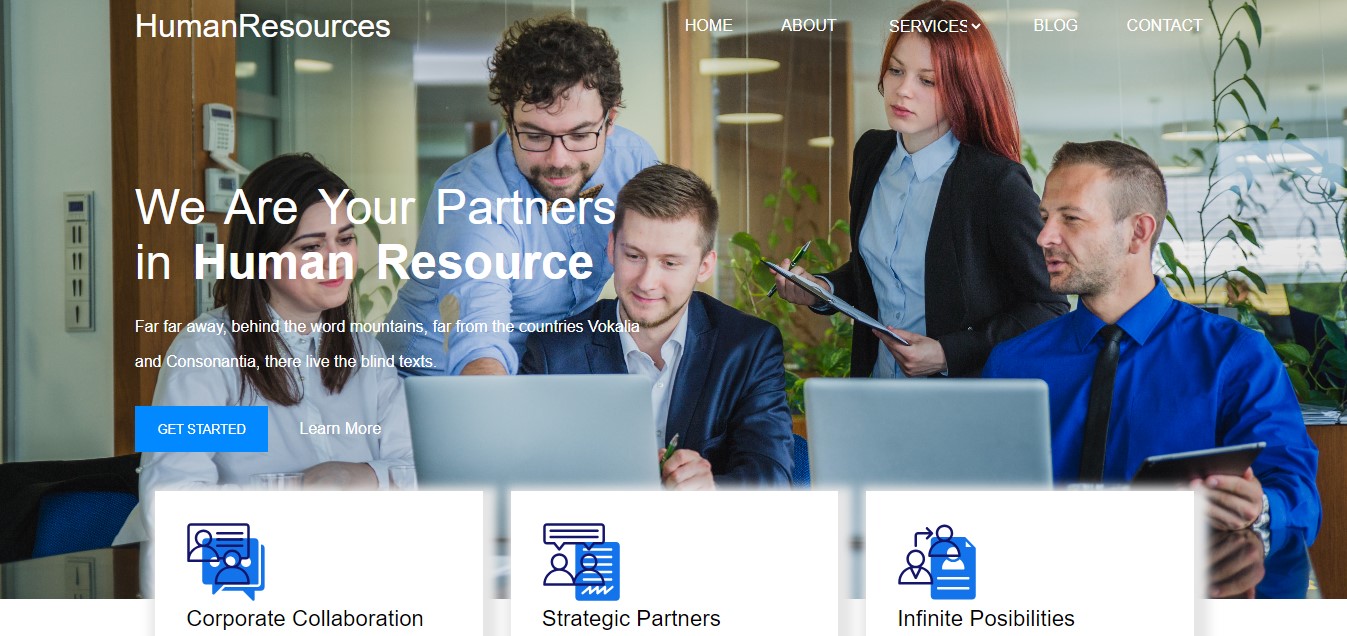 HumanResources
HOME ABOUT SERVICES BLOG CONTACT
We Are Your Partners
in Human Resource
Far far away, behind the word mountains, far from the countries Vokalia
and Consonantia, there live the blind texts.
GET STARTED Learn More
Corporate Collaboration
Strategic Partners
Infinite Posibilities